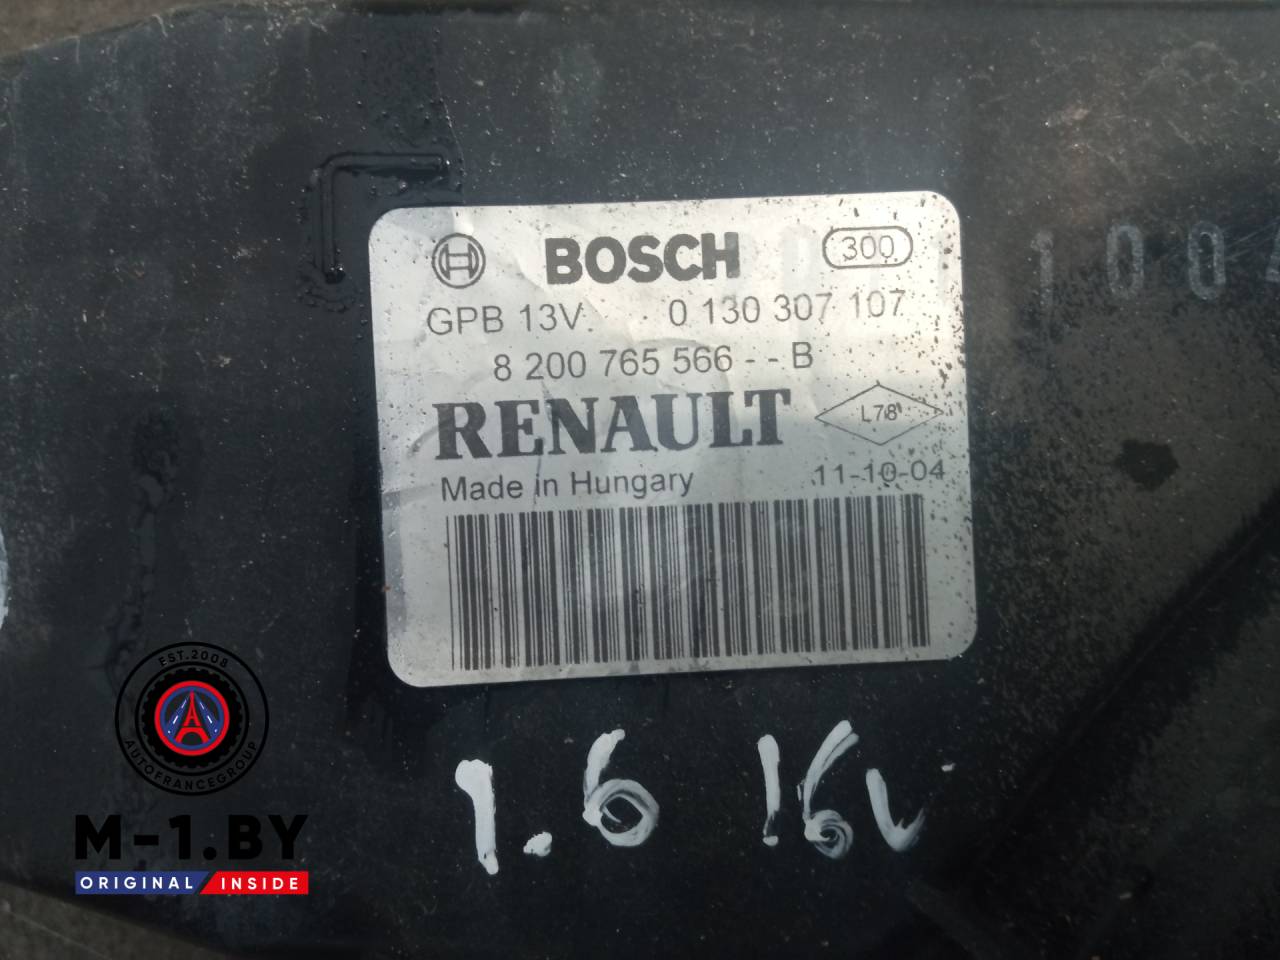 BOSCH 300
GPB 13V. 0 130 307 107
8 200 765 566 - - B
RENAULT L78
Made in Hungary 11-10-04
1004
1.6 16V
EST.2008
AUTOFRANCEGROUP
M-1.BY
ORIGINAL INSIDE